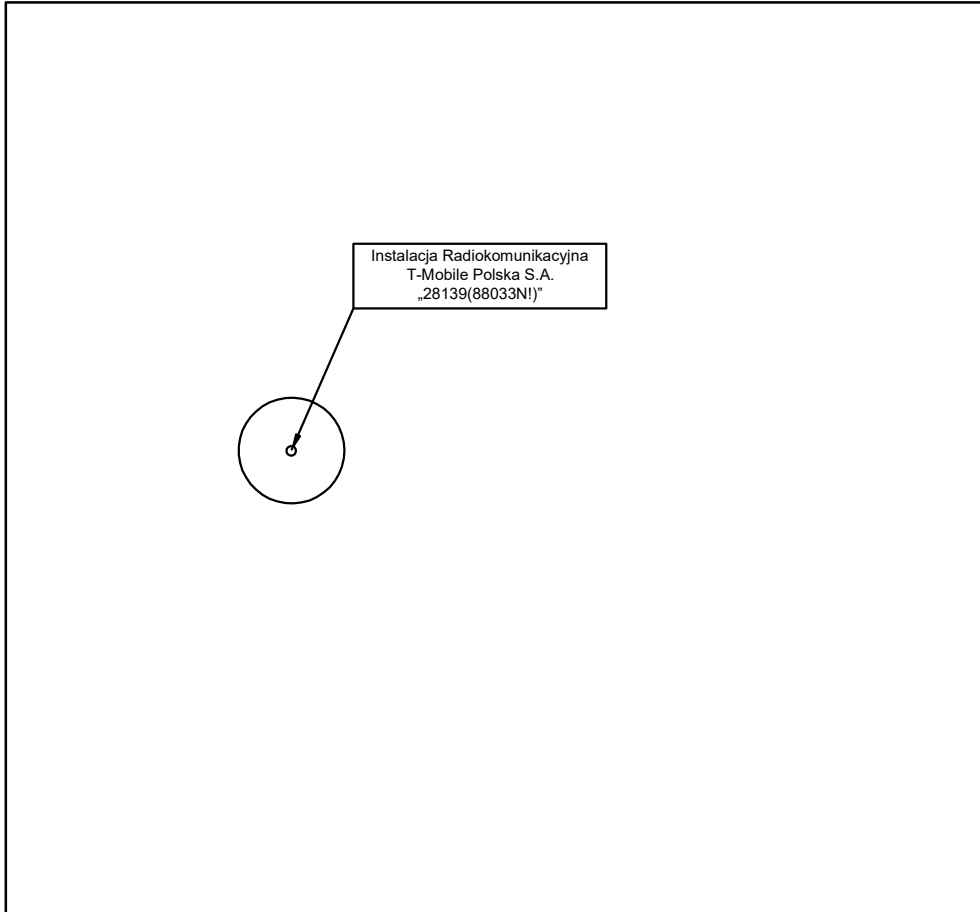 Instalacja Radiokomunikacyjna
T-Mobile Polska S.A.
„28139(88033N!)”